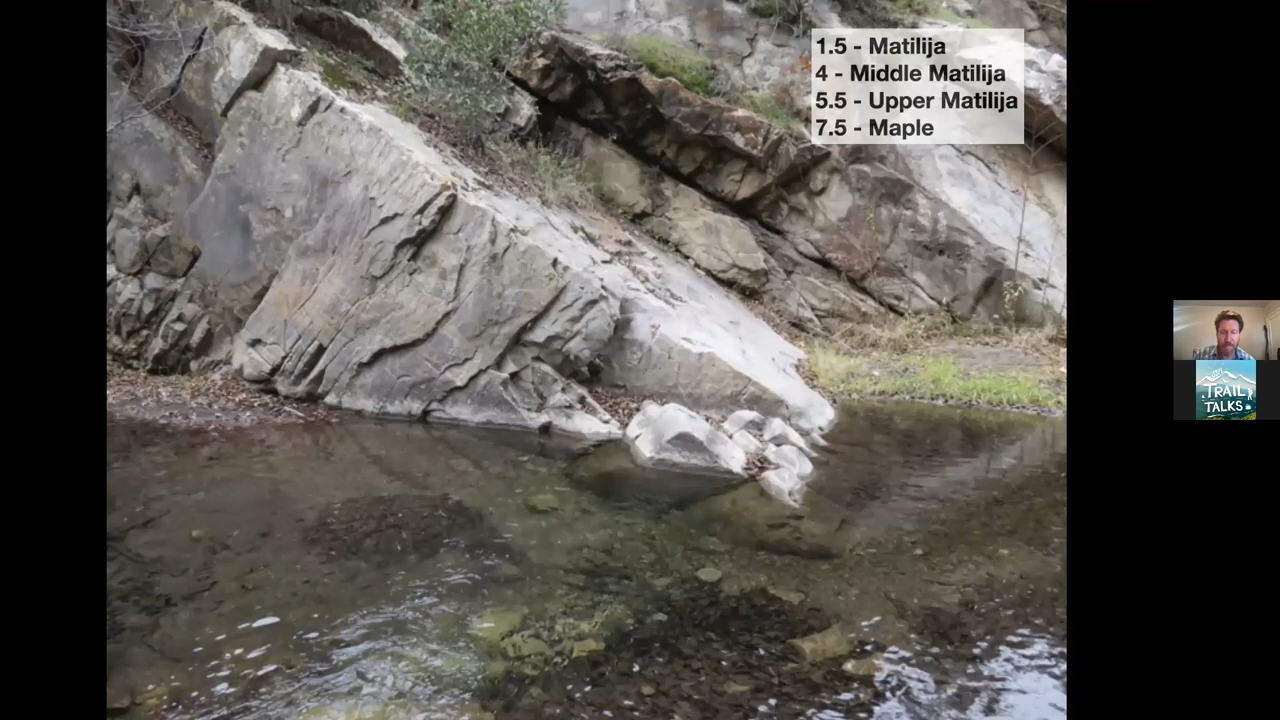 1.5 - Matilija
4 - Middle Matilija
5.5 - Upper Matilija
7.5 - Maple
TRAIL
TALKS